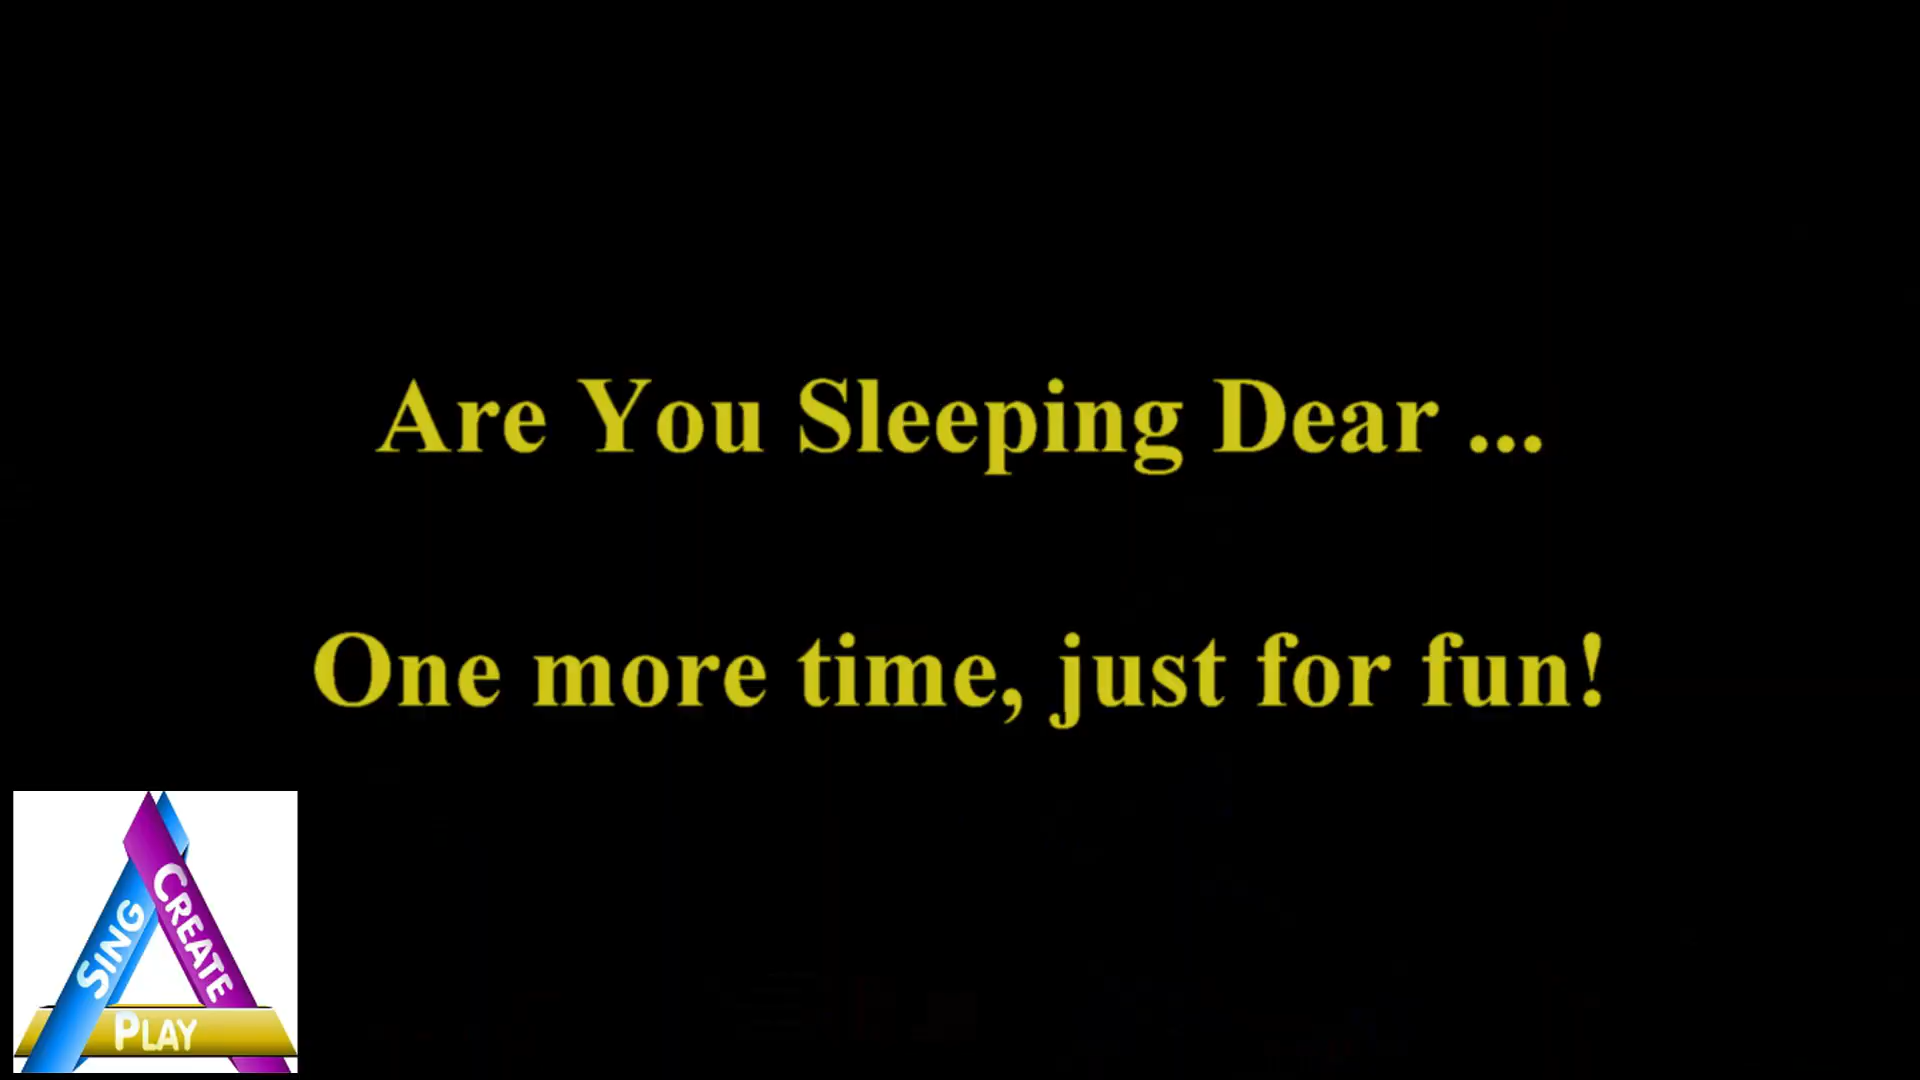 Are You Sleeping Dear ...
One more time, just for fun!
SING
CREATE
PLAY